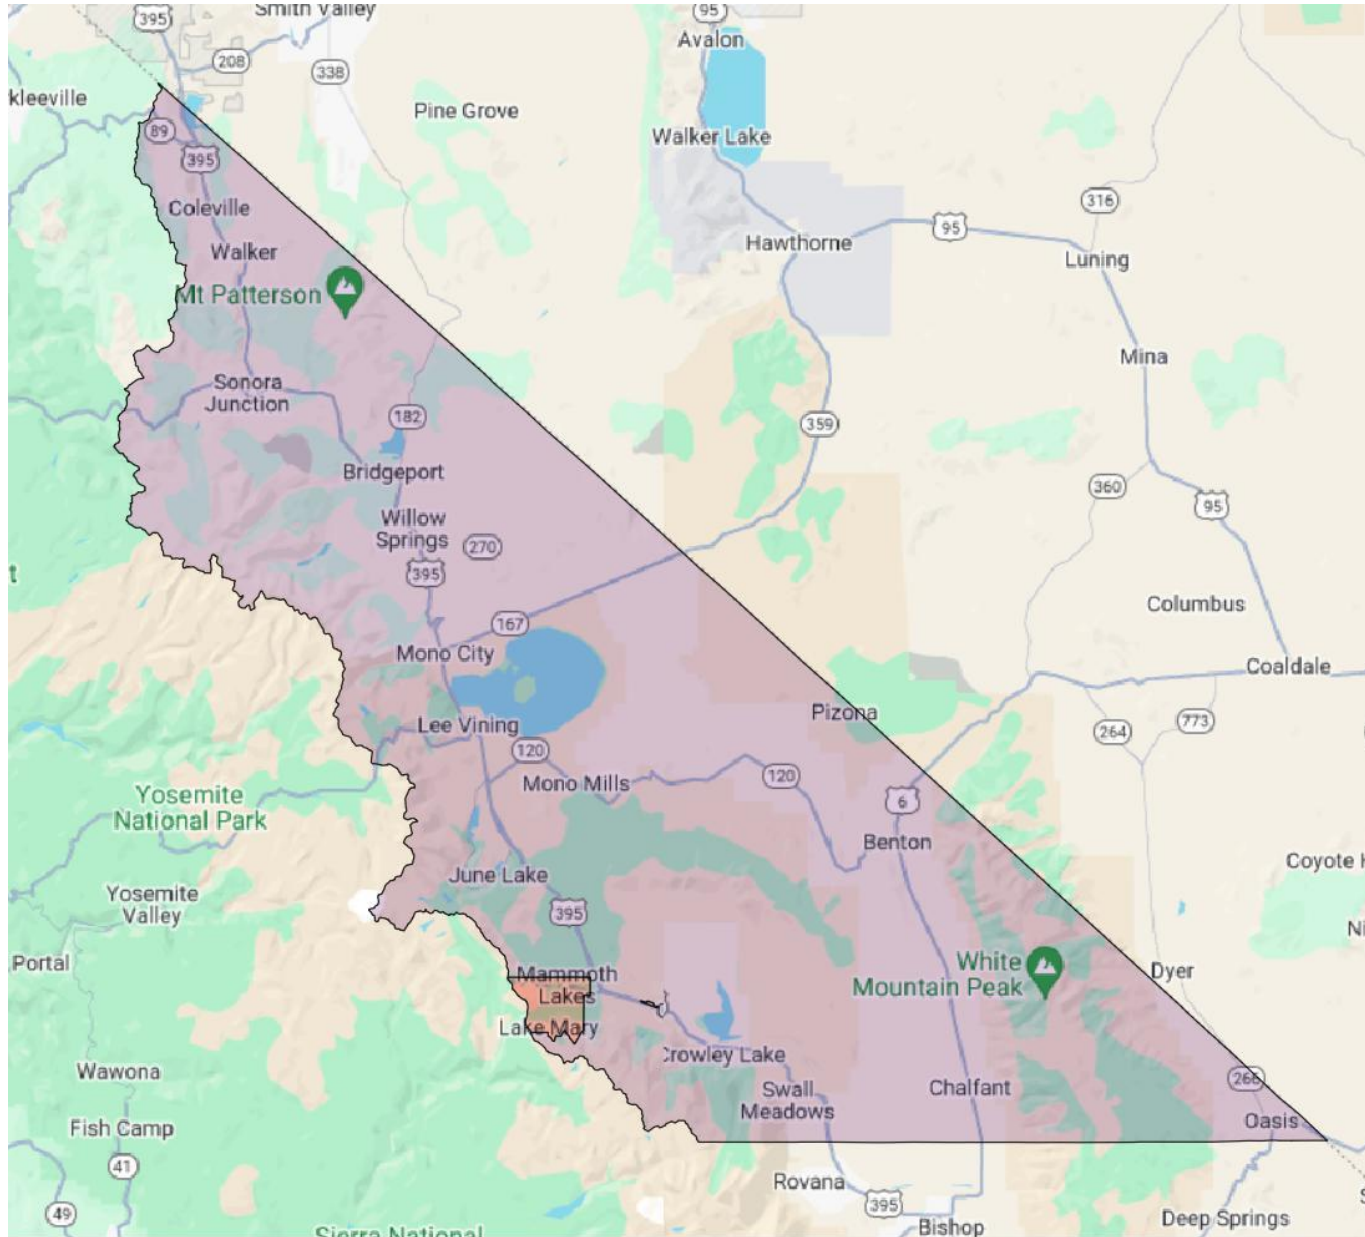 395
Smith Valley
95
Avalon
208
338
kleeville
Pine Grove
89
Walker Lake
395
316
Coleville
95
Walker
Hawthorne
Luning
Mt Patterson
Mina
Sonora
Junction
182
359
Bridgeport
360
95
Willow
Springs
270
395
Columbus
167
Mono City
Coaldale
Pizona
Lee Vining
264
773
120
Mono Mills
120
Yosemite
National Park
6
Benton
June Lake
Coyote H
Yosemite
Valley
395
Ni
Portal
White
Mountain Peak
Dyer
Mammoth
Lakes
Lake Mary
Crowley Lake
Wawona
266
Swall
Meadows
Chalfant
Oasis
Fish Camp
41
Rovana
395
49
Bishop
Deep Springs
S
Sierra National
t